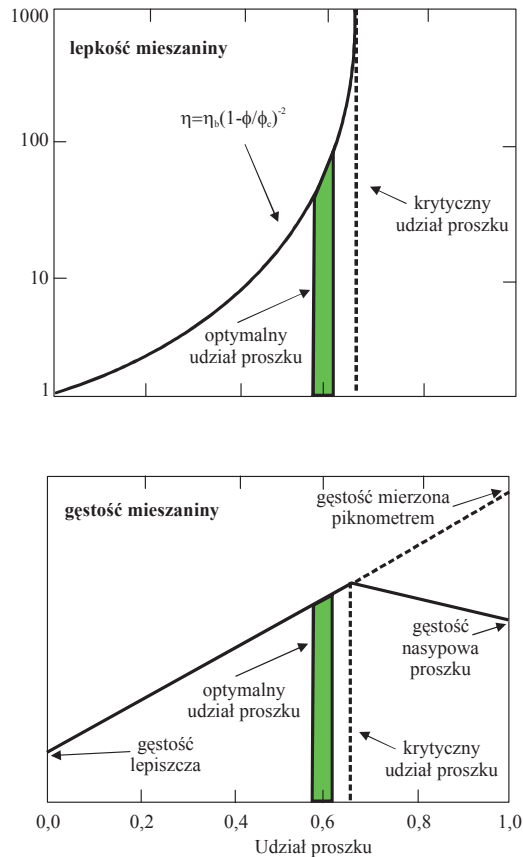 1000
lepkość mieszaniny
η=ηb(1-ϕ/ϕc)-2
100
krytyczny
udział proszku
10
optymalny
udział proszku
1
gęstość mieszaniny
gęstość mierzona
piknometrem
gęstość
nasypowa
proszku
optymalny
udział proszku
gęstość
lepiszcza
krytyczny
udział proszku
0,0 0,2 0,4 0,6 0,8 1,0
Udział proszku